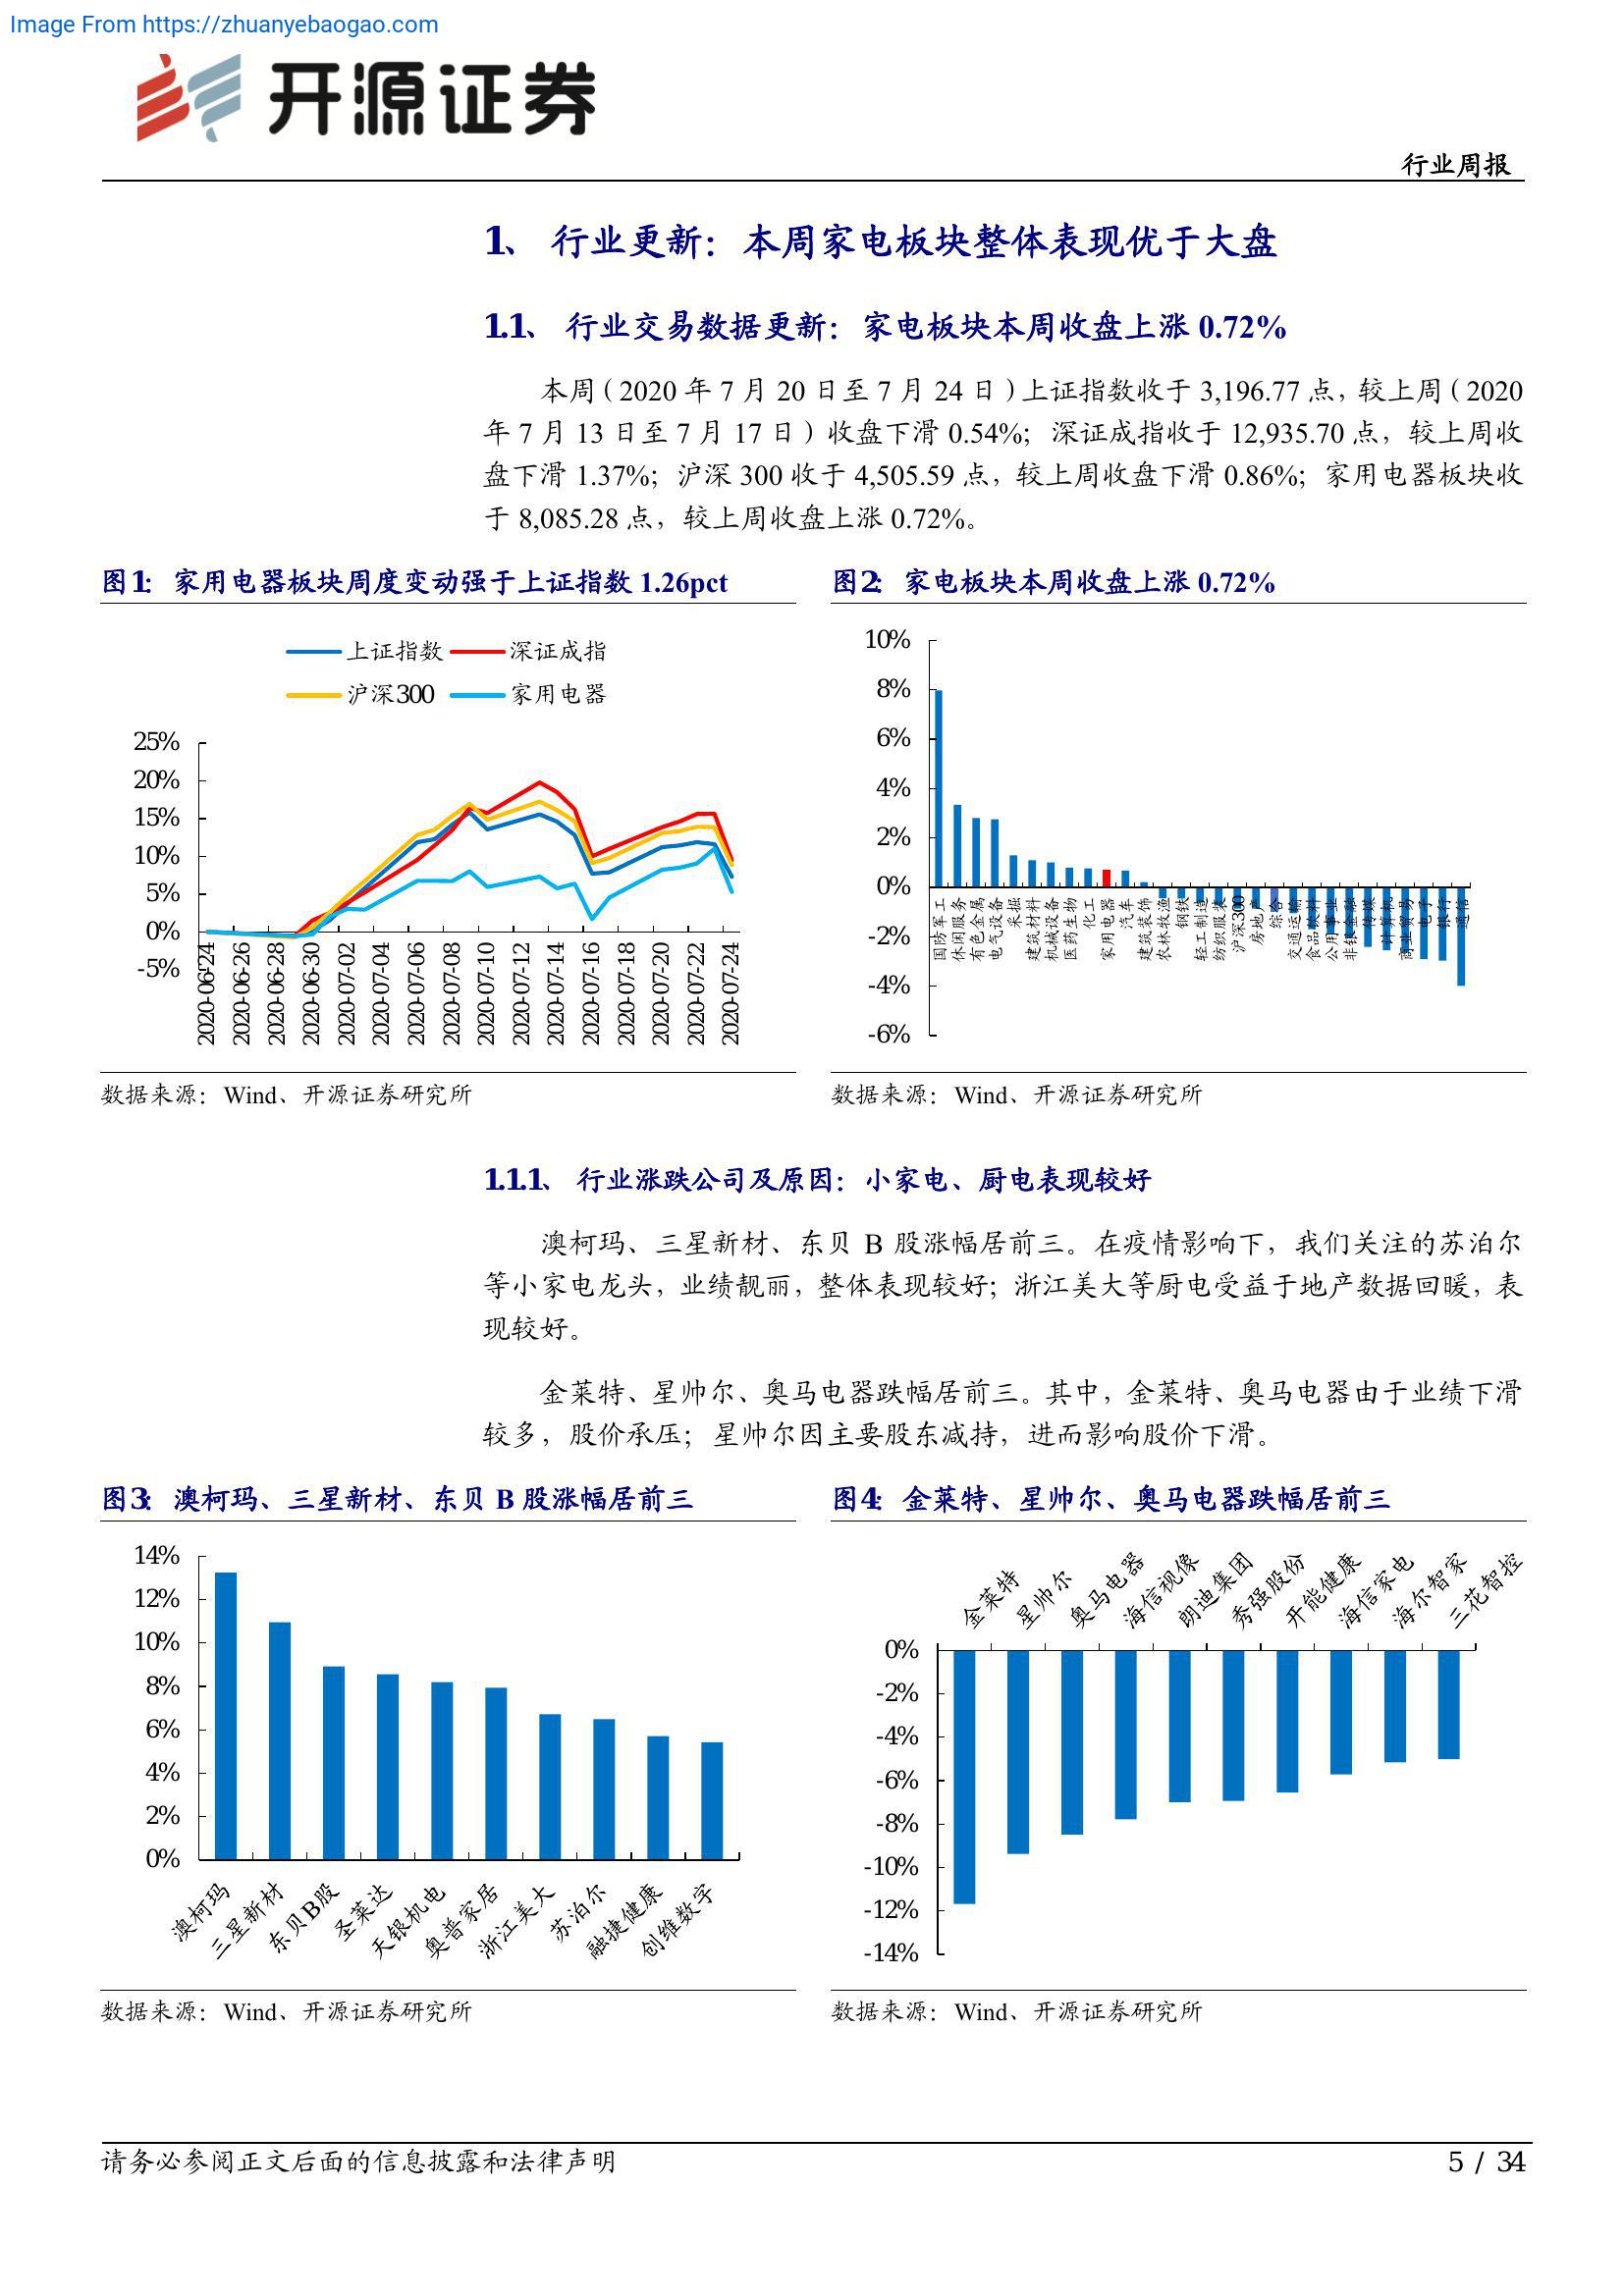 Image From https://zhuanyebaogao.com
开源证券
行业周报
1、 行业更新：本周家电板块整体表现优于大盘
1.1、 行业交易数据更新：家电板块本周收盘上涨 0.72%
本周（2020 年 7 月 20 日至 7 月 24 日）上证指数收于 3,196.77 点，较上周（2020
年 7 月 13 日至 7 月 17 日）收盘下滑 0.54%；深证成指收于 12,935.70 点，较上周收
盘下滑 1.37%；沪深 300 收于 4,505.59 点，较上周收盘下滑 0.86%；家用电器板块收
于 8,085.28 点，较上周收盘上涨 0.72%。
图1： 家用电器板块周度变动强于上证指数 1.26pct
上证指数 深证成指
沪深300 家用电器
25%
20%
15%
10%
5%
0%
-5%
2020-06-24
2020-06-26
2020-06-28
2020-06-30
2020-07-02
2020-07-04
2020-07-06
2020-07-08
2020-07-10
2020-07-12
2020-07-14
2020-07-16
2020-07-18
2020-07-20
2020-07-22
2020-07-24
数据来源：Wind、开源证券研究所
图2： 家电板块本周收盘上涨 0.72%
10%
8%
6%
4%
2%
0%
-2%
-4%
-6%
国防军工
休闲服务
有色金属
电气设备
采掘
建筑材料
机械设备
医药生物
化工
家用电器
汽车
建筑装饰
农林牧渔
钢铁
轻工制造
纺织服装
沪深300
房地产
综合
交通运输
食品饮料
公用事业
非银金融
传媒
计算机
商业贸易
电子
银行
通信
数据来源：Wind、开源证券研究所
1.1.1、 行业涨跌公司及原因：小家电、厨电表现较好
澳柯玛、三星新材、东贝 B 股涨幅居前三。在疫情影响下，我们关注的苏泊尔
等小家电龙头，业绩靓丽，整体表现较好；浙江美大等厨电受益于地产数据回暖，表
现较好。
金莱特、星帅尔、奥马电器跌幅居前三。其中，金莱特、奥马电器由于业绩下滑
较多，股价承压；星帅尔因主要股东减持，进而影响股价下滑。
图3： 澳柯玛、三星新材、东贝 B 股涨幅居前三
14%
12%
10%
8%
6%
4%
2%
0%
澳柯玛
三星新材
东贝B股
圣莱达
天银机电
奥普家居
浙江美大
苏泊尔
融捷健康
创维数字
数据来源：Wind、开源证券研究所
图4： 金莱特、星帅尔、奥马电器跌幅居前三
金莱特
星帅尔
奥马电器
海信视像
朗迪集团
秀强股份
开能健康
海信家电
海尔智家
三花智控
0%
-2%
-4%
-6%
-8%
-10%
-12%
-14%
数据来源：Wind、开源证券研究所
请务必参阅正文后面的信息披露和法律声明
5 / 34